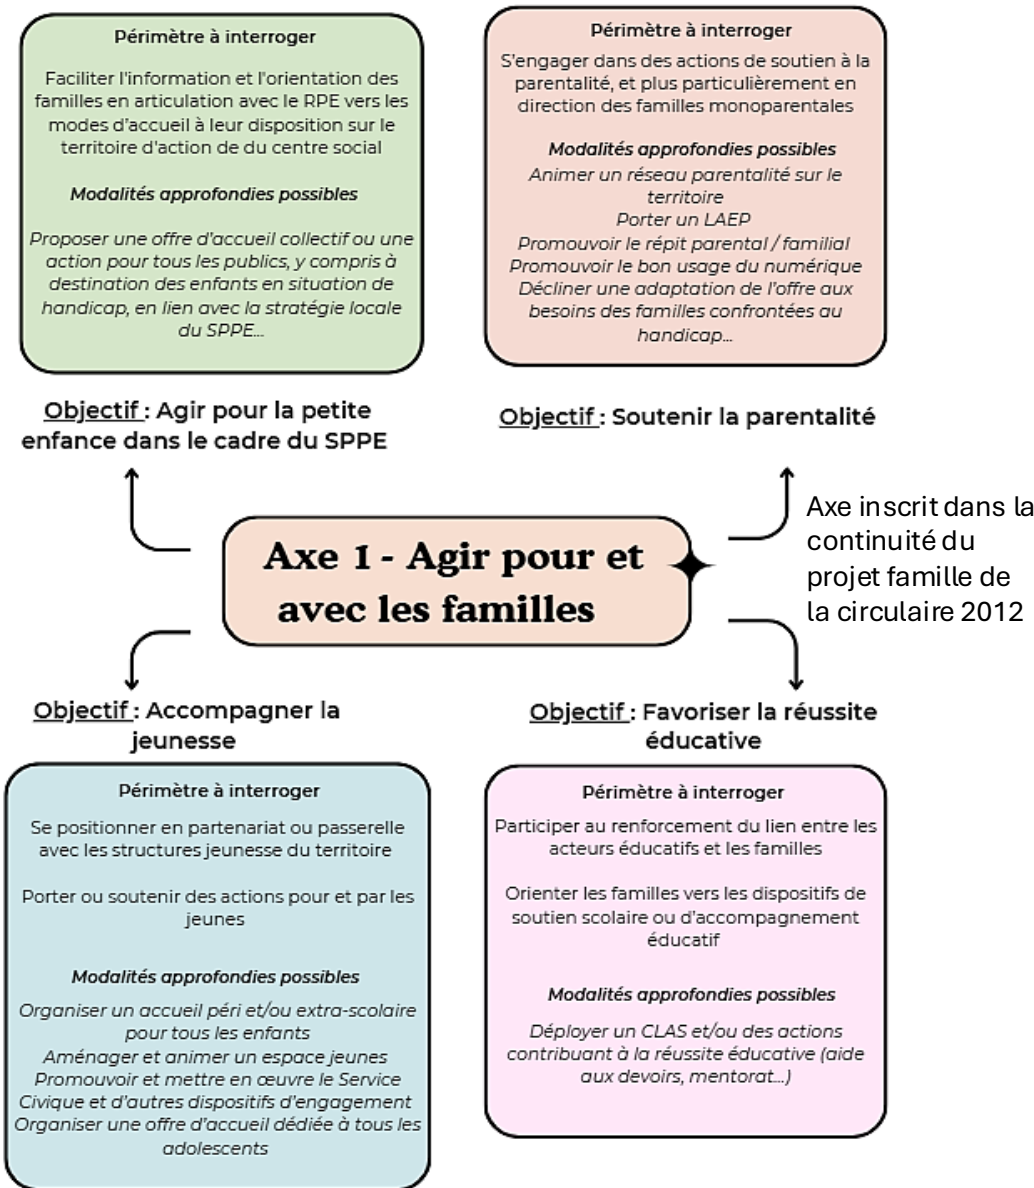 Périmètre à interroger
Faciliter l'information et l'orientation des
familles en articulation avec le RPE vers les
modes d'accueil à leur disposition sur le
territoire d'action de du centre social
Modalités approfondies possibles
Proposer une offre d'accueil collectif ou une
action pour tous les publics, y compris à
destination des enfants en situation de
handicap, en lien avec la stratégie locale
du SPPE...
Objectif : Agir pour la petite
enfance dans le cadre du SPPE
Périmètre à interroger
S'engager dans des actions de soutien à la
parentalité, et plus particulièrement en
direction des familles monoparentales
Modalités approfondies possibles
Animer un réseau parentalité sur le
territoire
Porter un LAEP
Promouvoir le répit parental / familial
Promouvoir le bon usage du numérique
Décliner une adaptation de l'offre aux
besoins des familles confrontées au
handicap...
Objectif : Soutenir la parentalité
Axe 1 - Agir pour et
avec les familles
Axe inscrit dans la
continuité du
projet famille de
la circulaire 2012
Objectif : Accompagner la
jeunesse
Périmètre à interroger
Se positionner en partenariat ou passerelle
avec les structures jeunesse du territoire
Porter ou soutenir des actions pour et par les
jeunes
Modalités approfondies possibles
Organiser un accueil péri et/ou extra-scolaire
pour tous les enfants
Aménager et animer un espace jeunes
Promouvoir et mettre en œuvre le Service
Civique et d'autres dispositifs d'engagement
Organiser une offre d'accueil dédiée à tous les
adolescents
Objectif : Favoriser la réussite
éducative
Périmètre à interroger
Participer au renforcement du lien entre les
acteurs éducatifs et les familles
Orienter les familles vers les dispositifs de
soutien scolaire ou d'accompagnement
éducatif
Modalités approfondies possibles
Déployer un CLAS et/ou des actions
contribuant à la réussite éducative (aide
aux devoirs, mentorat...)